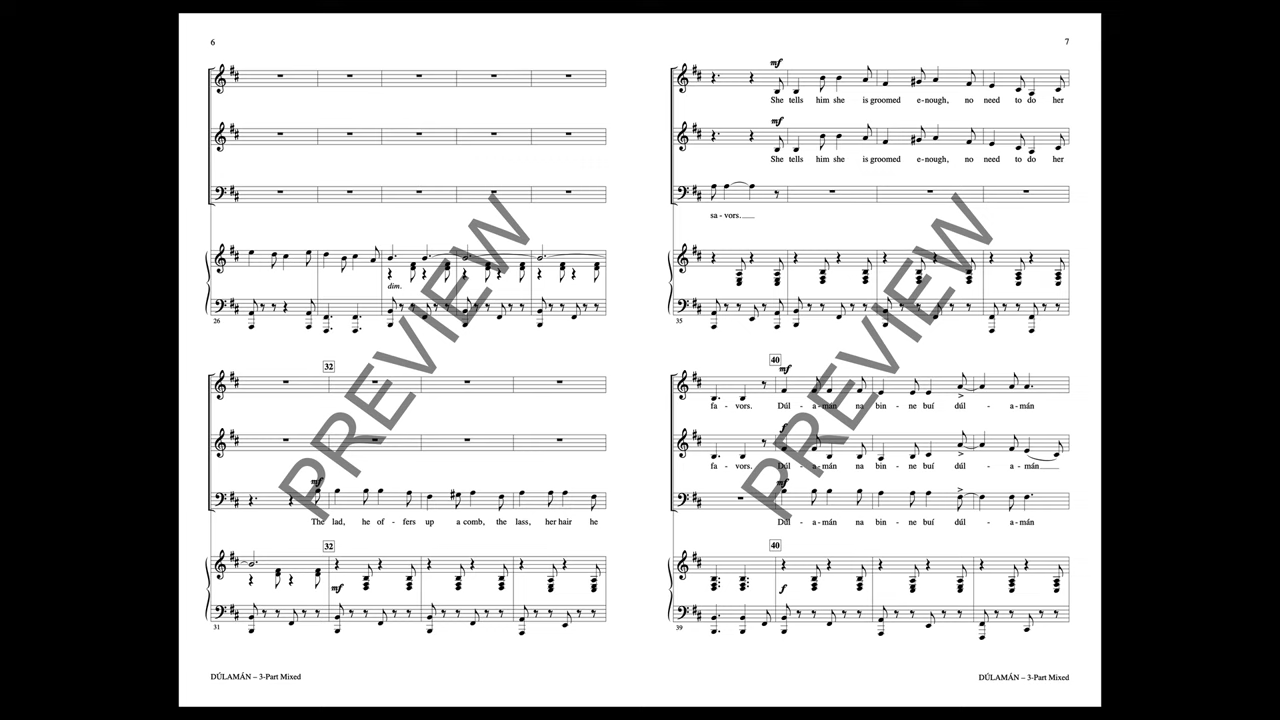 6
dim.
26
32
mf
The lad, he of - fers up a comb, the lass, her hair he
32
mf
31
DÚLAMÁN – 3-Part Mixed
PREVIEW
7
mf
She tells him she is groomed e - nough, no need to do her
mf
She tells him she is groomed e - nough, no need to do her
sa - vors.
35
40
mf
fa - vors. Dúl - a - mán na bin - ne buí dúl - a - mán
f
fa - vors. Dúl - a - mán na bin - ne buí dúl - a - mán
mf
Dúl - a - mán na bin - ne buí dúl - a - mán
40
f
39
DÚLAMÁN – 3-Part Mixed
PREVIEW